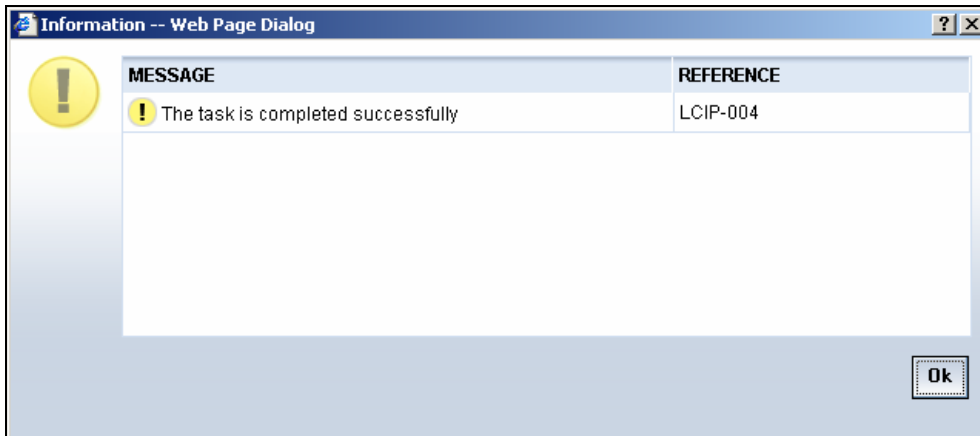 Information -- Web Page Dialog
MESSAGE REFERENCE
The task is completed successfully LCIP-004
Ok